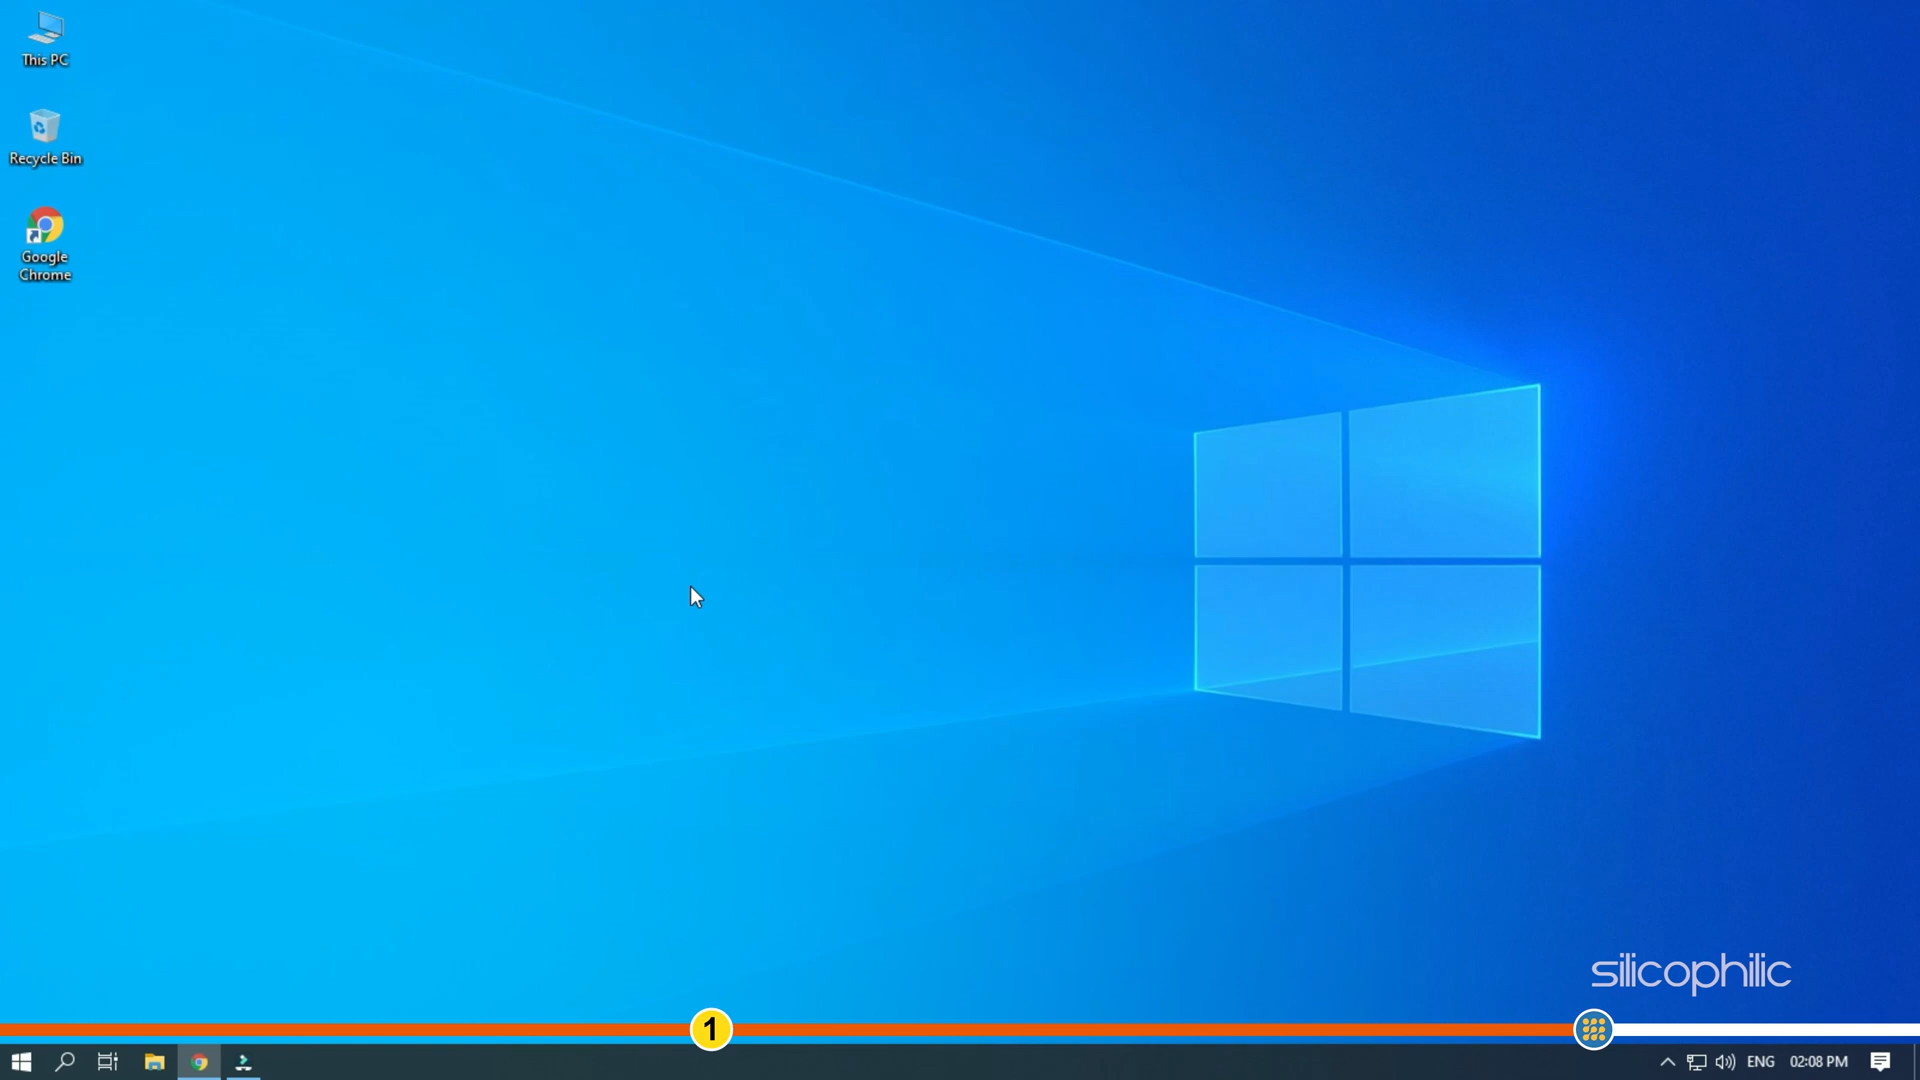 This PC
Recycle Bin
Google
Chrome
silicophilic
1
ENG 02:08 PM